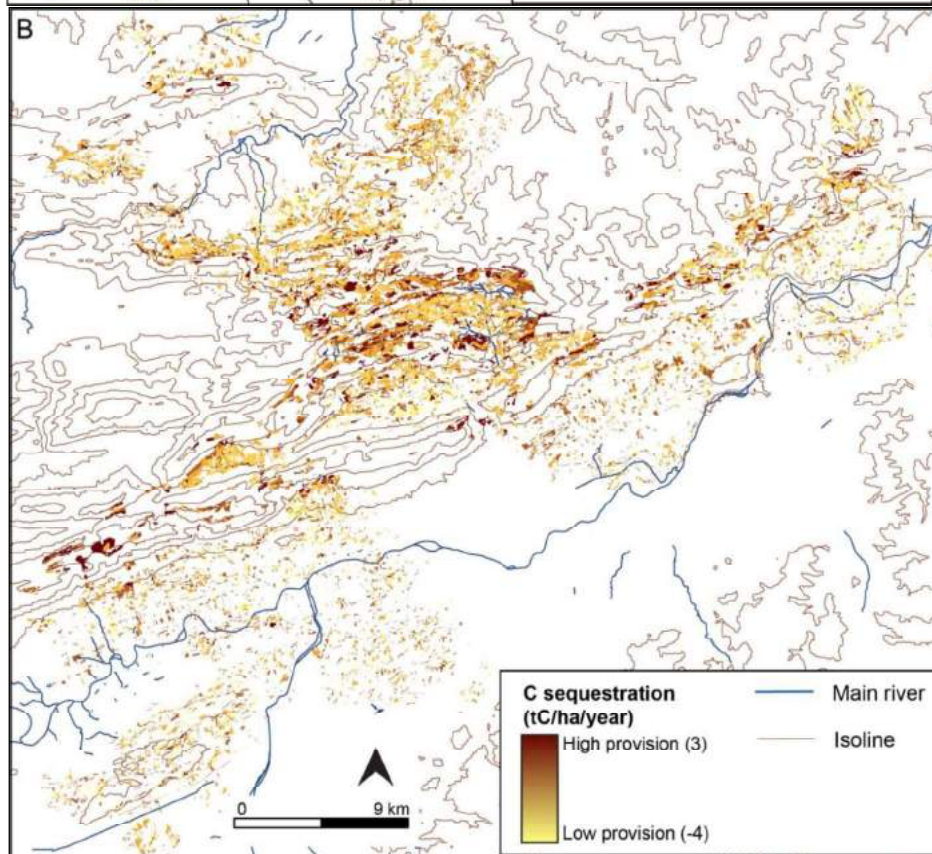 B
C sequestration
(tC/ha/year)
High provision (3)
Low provision (-4)
Main river
Isoline
0 9 km